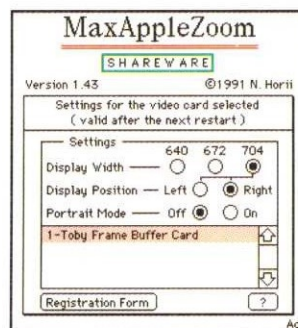 MaxAppleZoom
SHAREWARE
Version 1.43 ©1991 N. Horii
Settings for the video card selected
( valid after the next restart )
Settings
640 672 704
Display Width
Display Position Left Right
Portrait Mode Off On
1-Toby Frame Buffer Card
Registration Form ?